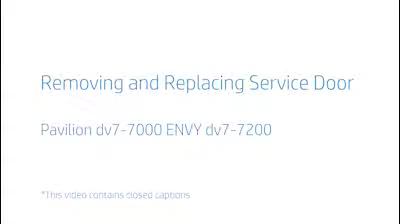 Removing and Replacing Service Door
Pavilion dv7-7000 ENVY dv7-7200
*This video contains closed captions